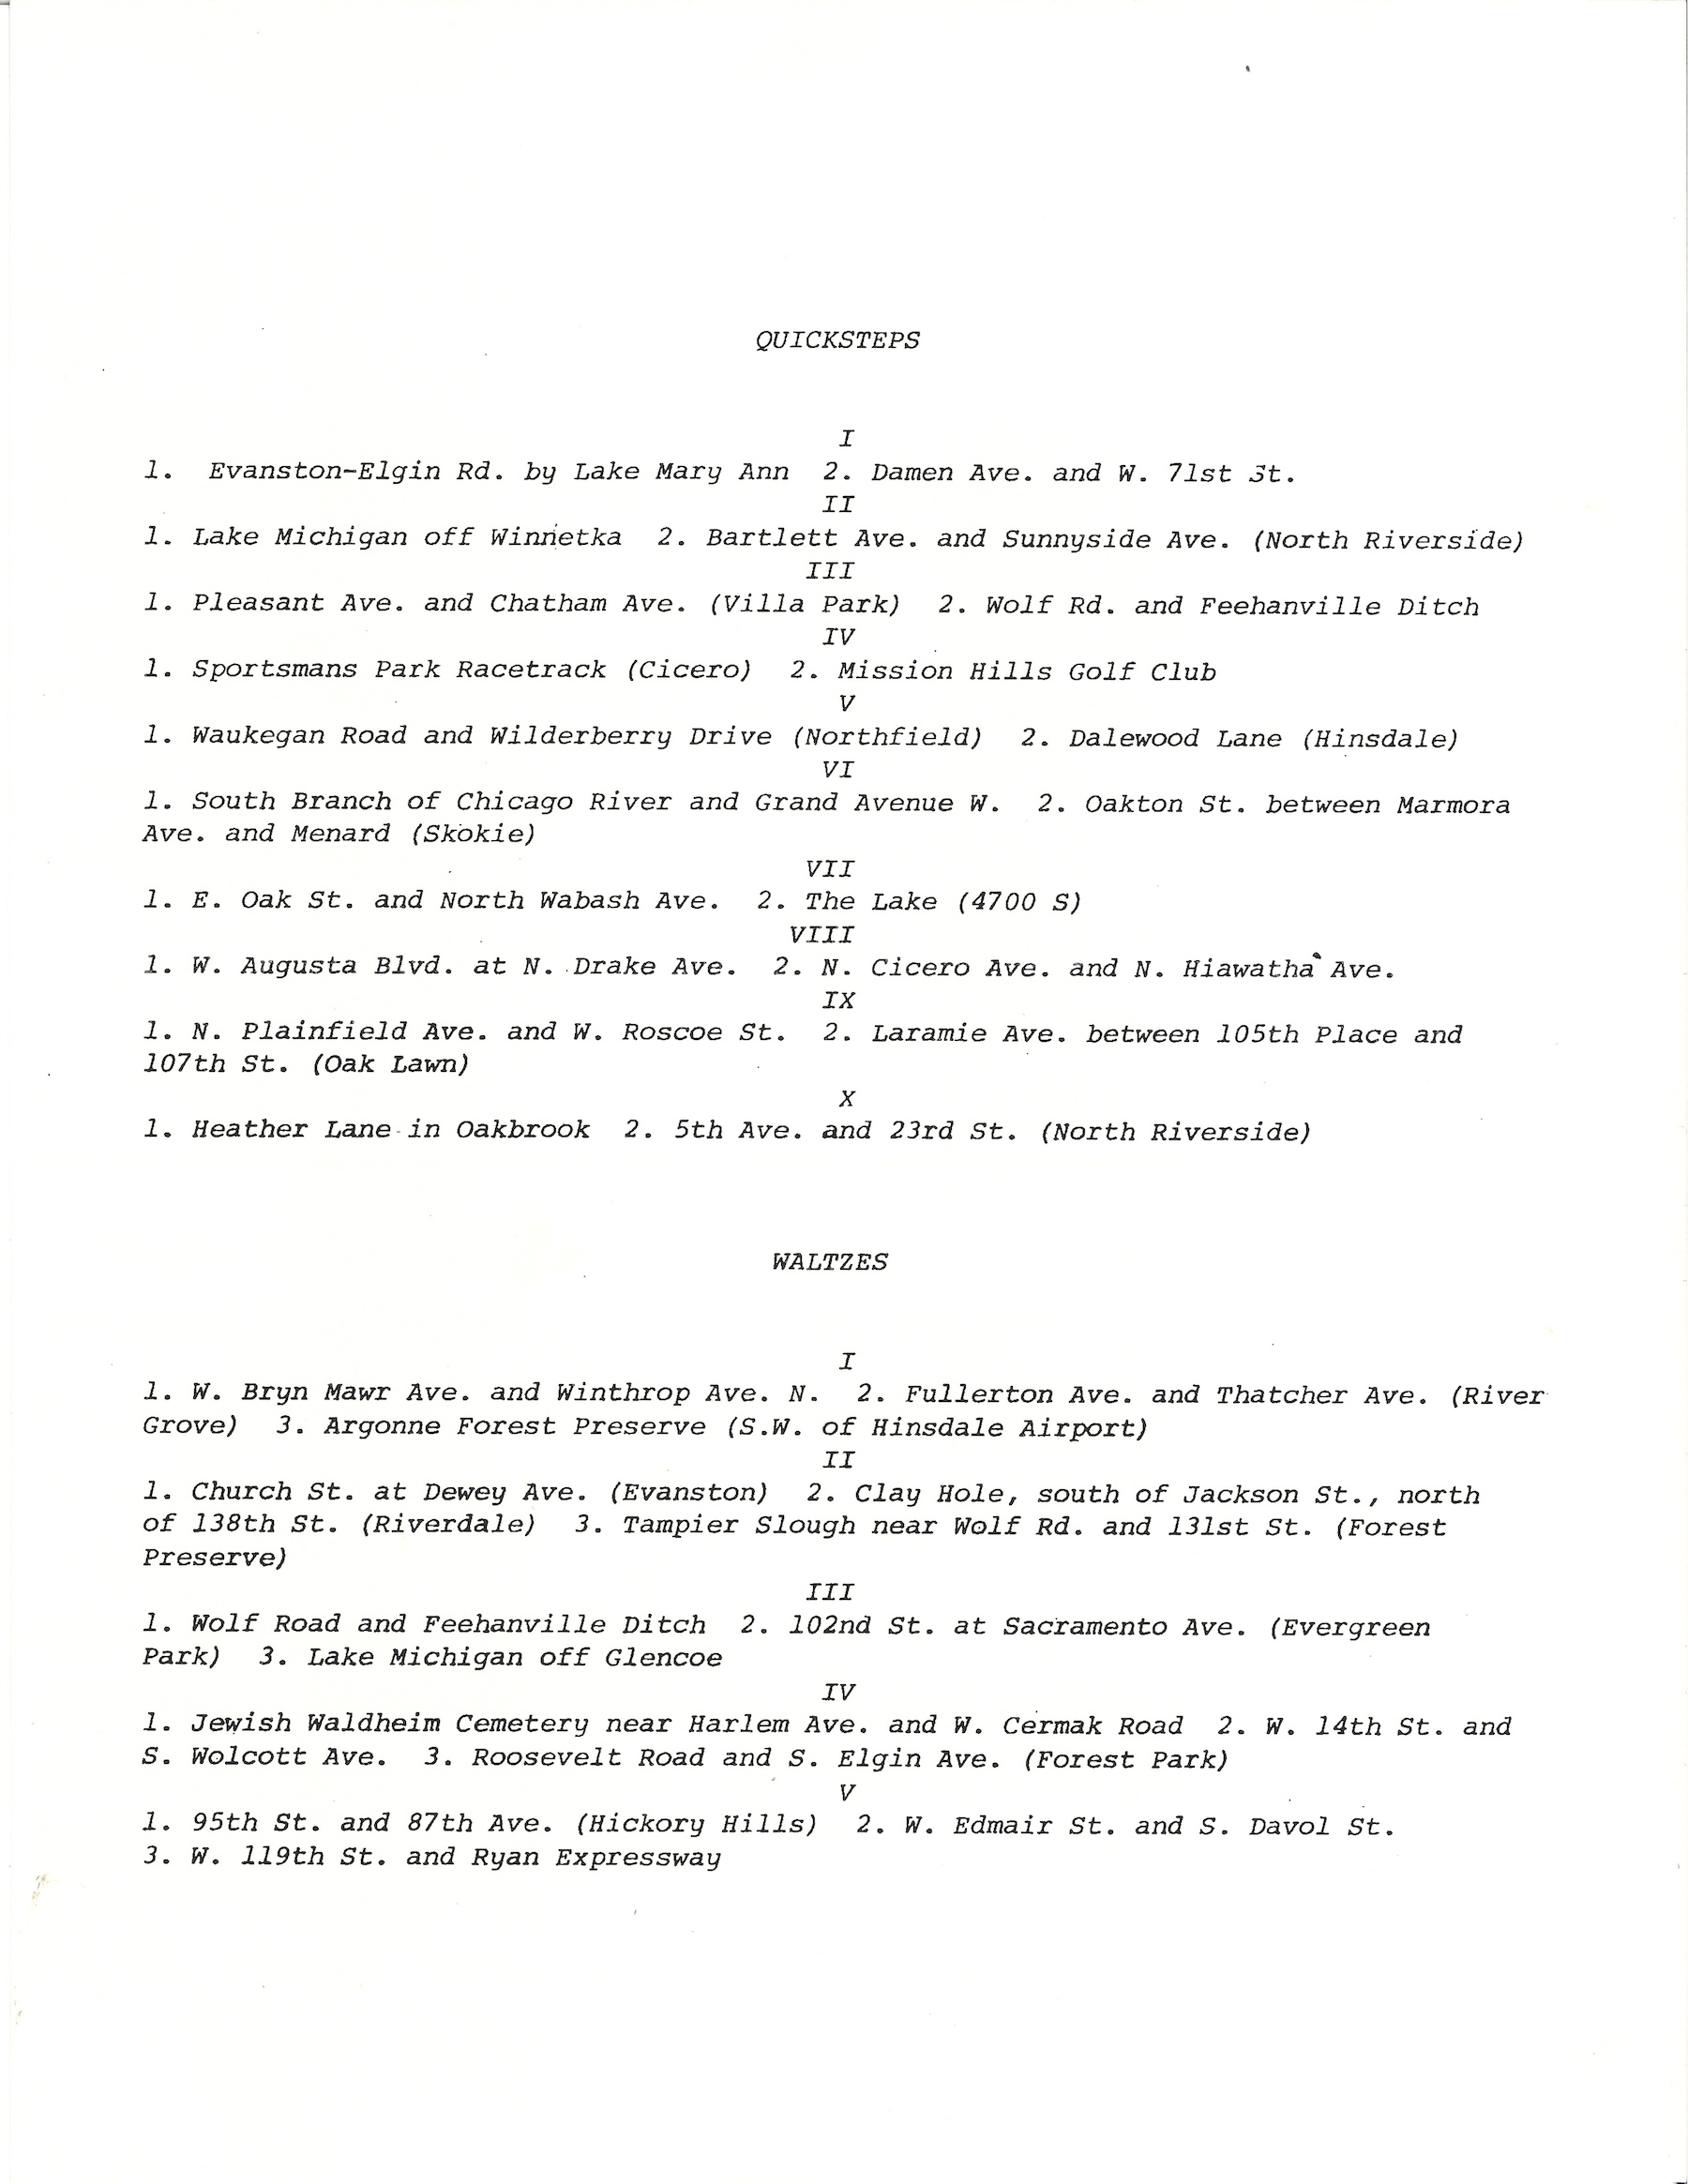 QUICKSTEPS
I
1. Evanston-Elgin Rd. by Lake Mary Ann 2. Damen Ave. and W. 71st St.
II
1. Lake Michigan off Winnetka 2. Bartlett Ave. and Sunnyside Ave. (North Riverside)
III
1. Pleasant Ave. and Chatham Ave. (Villa Park) 2. Wolf Rd. and Feehanville Ditch
IV
1. Sportsmans Park Racetrack (Cicero) 2. Mission Hills Golf Club
V
1. Waukegan Road and Wilderberry Drive (Northfield) 2. Dalewood Lane (Hinsdale)
VI
1. South Branch of Chicago River and Grand Avenue W. 2. Oakton St. between Marmora
Ave. and Menard (Skokie)
VII
1. E. Oak St. and North Wabash Ave. 2. The Lake (4700 S)
VIII
1. W. Augusta Blvd. at N. Drake Ave. 2. N. Cicero Ave. and N. Hiawatha Ave.
IX
1. N. Plainfield Ave. and W. Roscoe St. 2. Laramie Ave. between 105th Place and
107th St. (Oak Lawn)
X
1. Heather Lane in Oakbrook 2. 5th Ave. and 23rd St. (North Riverside)
WALTZES
I
1. W. Bryn Mawr Ave. and Winthrop Ave. N. 2. Fullerton Ave. and Thatcher Ave. (River
Grove) 3. Argonne Forest Preserve (S.W. of Hinsdale Airport)
II
1. Church St. at Dewey Ave. (Evanston) 2. Clay Hole, south of Jackson St., north
of 138th St. (Riverdale) 3. Tampier Slough near Wolf Rd. and 131st St. (Forest
Preserve)
III
1. Wolf Road and Feehanville Ditch 2. 102nd St. at Sacramento Ave. (Evergreen
Park) 3. Lake Michigan off Glencoe
IV
1. Jewish Waldheim Cemetery near Harlem Ave. and W. Cermak Road 2. W. 14th St. and
S. Wolcott Ave. 3. Roosevelt Road and S. Elgin Ave. (Forest Park)
V
1. 95th St. and 87th Ave. (Hickory Hills) 2. W. Edmair St. and S. Davol St.
3. W. 119th St. and Ryan Expressway